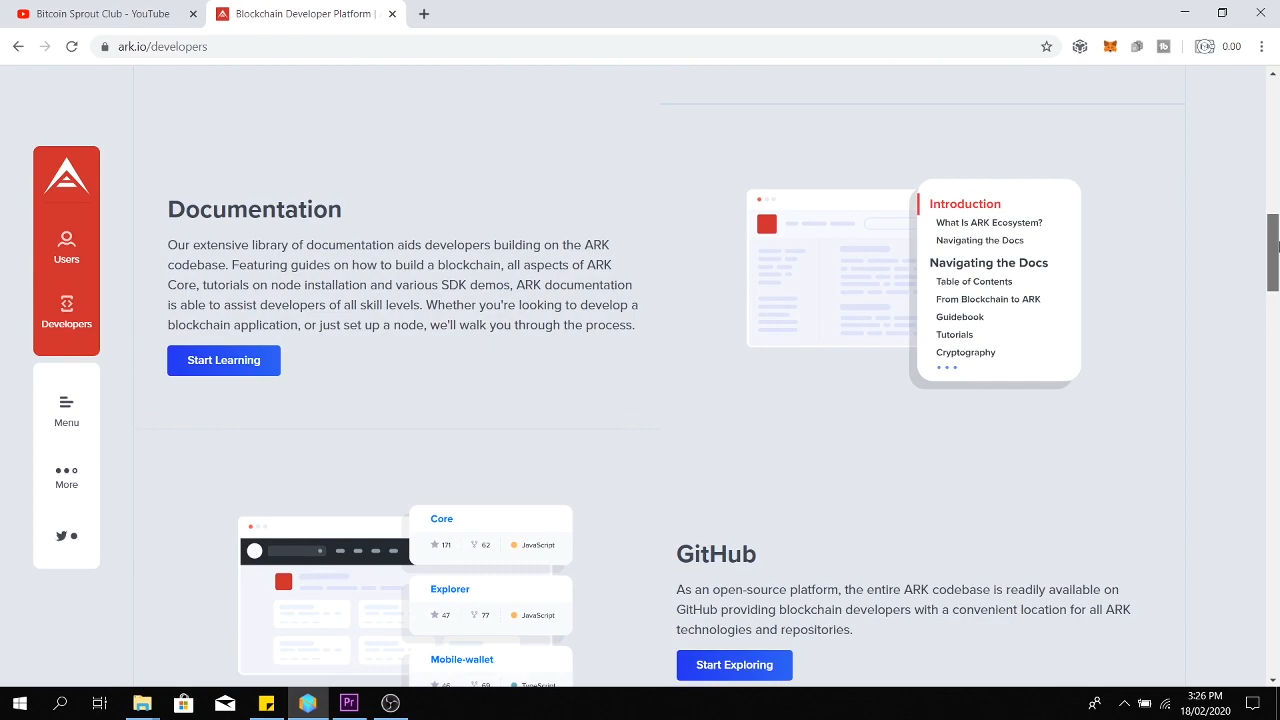 Bitcoin Sprout Club - YouTube
Blockchain Developer Platform |
ark.io/developers
0.00
Users
Developers
Menu
More
Documentation
Our extensive library of documentation aids developers building on the ARK
codebase. Featuring guides on how to build a blockchain, all aspects of ARK
Core, tutorials on node installation and various SDK demos, ARK documentation
is able to assist developers of all skill levels. Whether you're looking to develop a
blockchain application, or just set up a node, we'll walk you through the process.
Start Learning
Introduction
What Is ARK Ecosystem?
Navigating the Docs
Navigating the Docs
Table of Contents
From Blockchain to ARK
Guidebook
Tutorials
Cryptography
Core
171 62 JavaScript
Explorer
47 77 JavaScript
Mobile-wallet
46 69 TypeScript
GitHub
As an open-source platform, the entire ARK codebase is readily available on
GitHub providing blockchain developers with a convenient location for all ARK
technologies and repositories.
Start Exploring
Pr
3:26 PM
18/02/2020